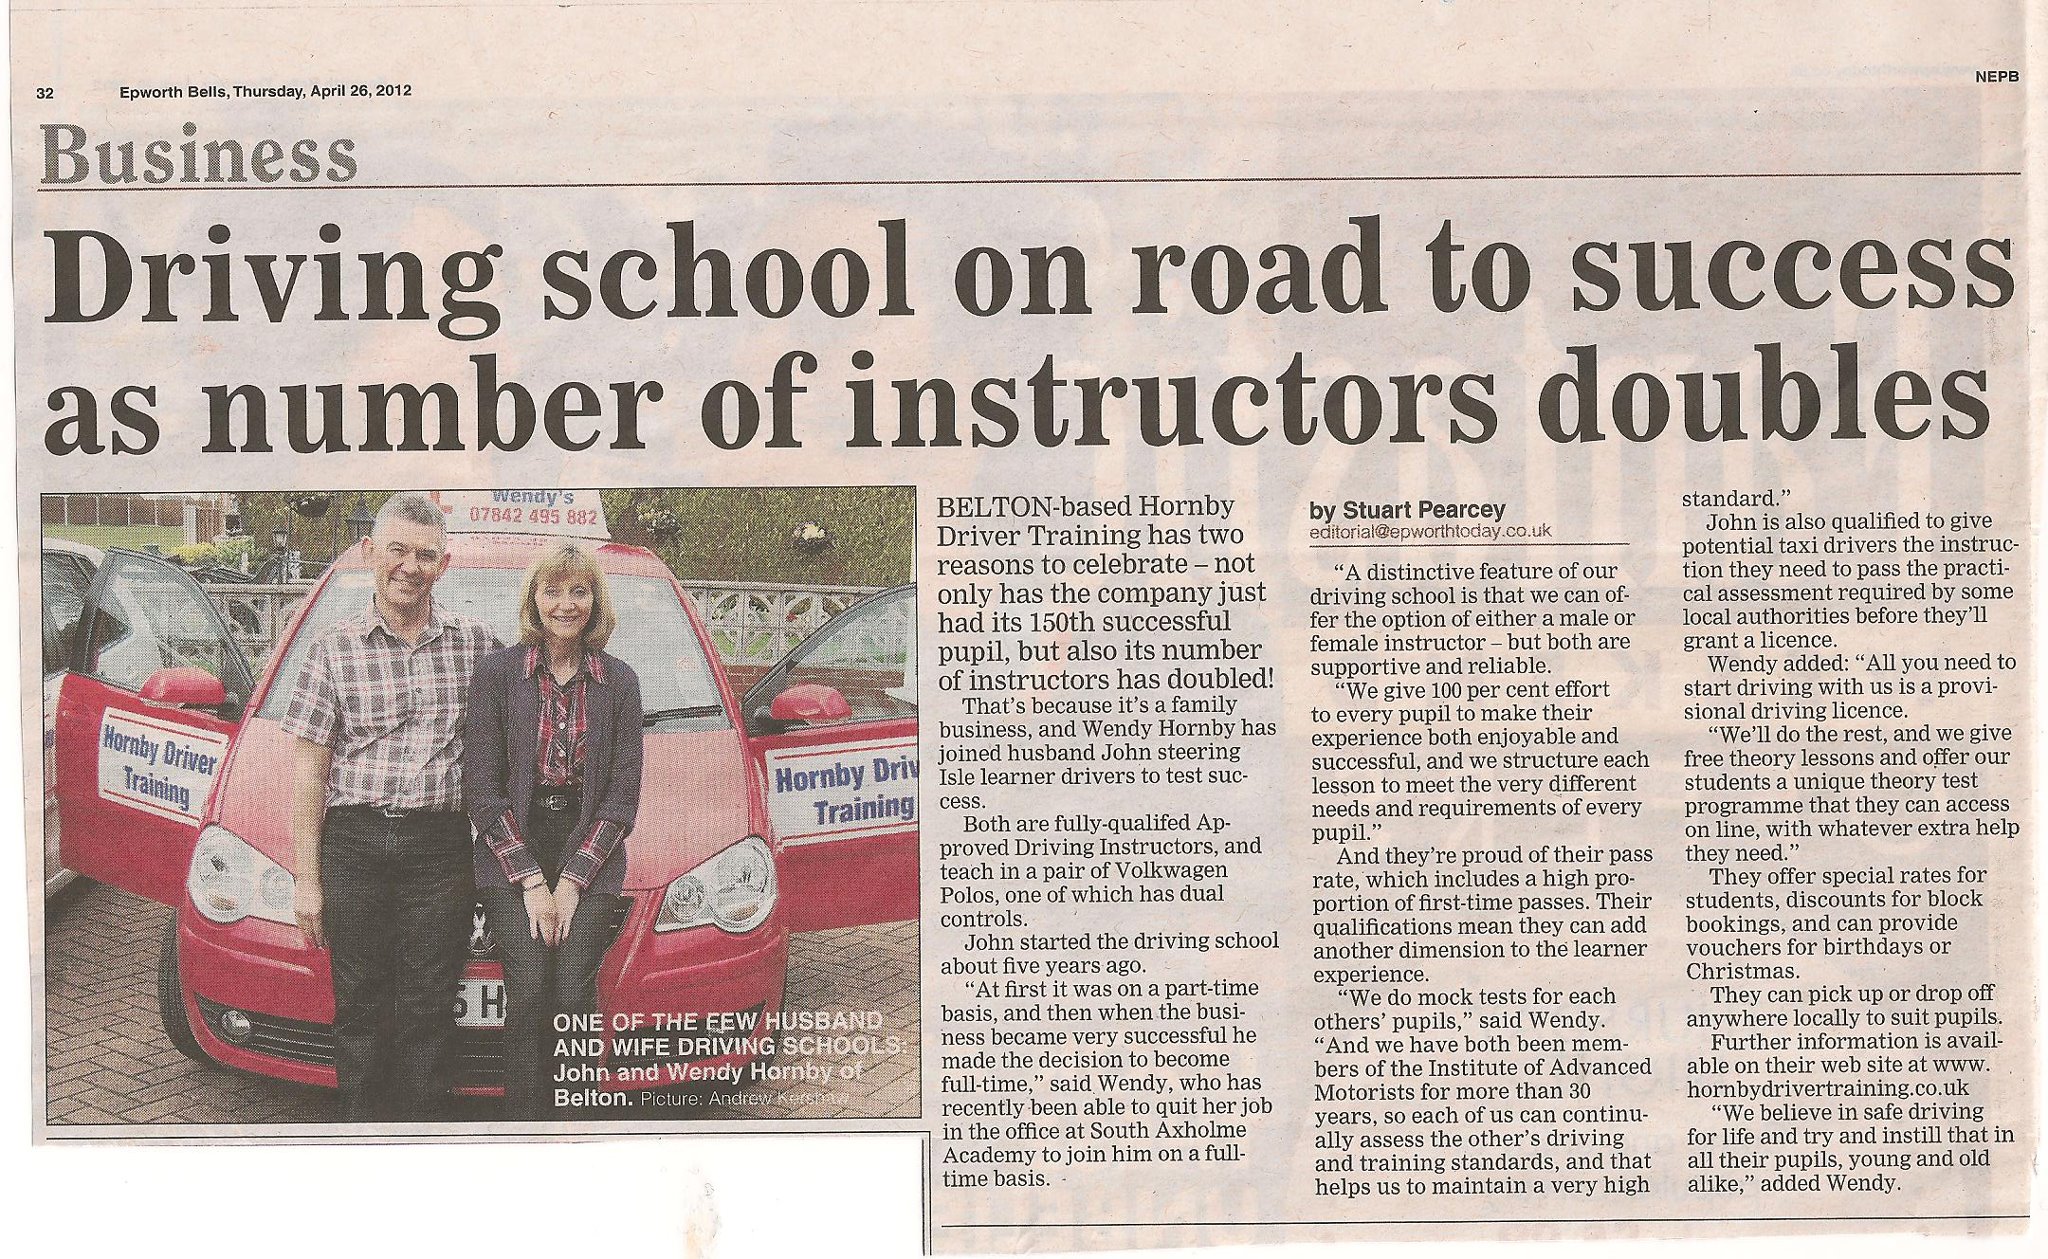 32 Epworth Bells, Thursday, April 26, 2012
NEPB
Business
Driving school on road to success
as number of instructors doubles
Wendy's
07842 495 882
Hornby Driver
Training
Hornby Driv
Training
5 H
ONE OF THE FEW HUSBAND
AND WIFE DRIVING SCHOOLS:
John and Wendy Hornby of
Belton. Picture: Andrew Kershaw
BELTON-based Hornby
Driver Training has two
reasons to celebrate – not
only has the company just
had its 150th successful
pupil, but also its number
of instructors has doubled!
That's because it's a family
business, and Wendy Hornby has
joined husband John steering
Isle learner drivers to test suc-
cess.
Both are fully-qualifed Ap-
proved Driving Instructors, and
teach in a pair of Volkwagen
Polos, one of which has dual
controls.
John started the driving school
about five years ago.
"At first it was on a part-time
basis, and then when the busi-
ness became very successful he
made the decision to become
full-time," said Wendy, who has
recently been able to quit her job
in the office at South Axholme
Academy to join him on a full-
time basis.
by Stuart Pearcey
editorial@epworthtoday.co.uk
"A distinctive feature of our
driving school is that we can of-
fer the option of either a male or
female instructor – but both are
supportive and reliable.
"We give 100 per cent effort
to every pupil to make their
experience both enjoyable and
successful, and we structure each
lesson to meet the very different
needs and requirements of every
pupil."
And they're proud of their pass
rate, which includes a high pro-
portion of first-time passes. Their
qualifications mean they can add
another dimension to the learner
experience.
"We do mock tests for each
others' pupils," said Wendy.
"And we have both been mem-
bers of the Institute of Advanced
Motorists for more than 30
years, so each of us can continu-
ally assess the other's driving
and training standards, and that
helps us to maintain a very high
standard."
John is also qualified to give
potential taxi drivers the instruc-
tion they need to pass the practi-
cal assessment required by some
local authorities before they'll
grant a licence.
Wendy added: "All you need to
start driving with us is a provi-
sional driving licence.
"We'll do the rest, and we give
free theory lessons and offer our
students a unique theory test
programme that they can access
on line, with whatever extra help
they need."
They offer special rates for
students, discounts for block
bookings, and can provide
vouchers for birthdays or
Christmas.
They can pick up or drop off
anywhere locally to suit pupils.
Further information is avail-
able on their web site at www.
hornbydrivertraining.co.uk
"We believe in safe driving
for life and try and instill that in
all their pupils, young and old
alike," added Wendy.